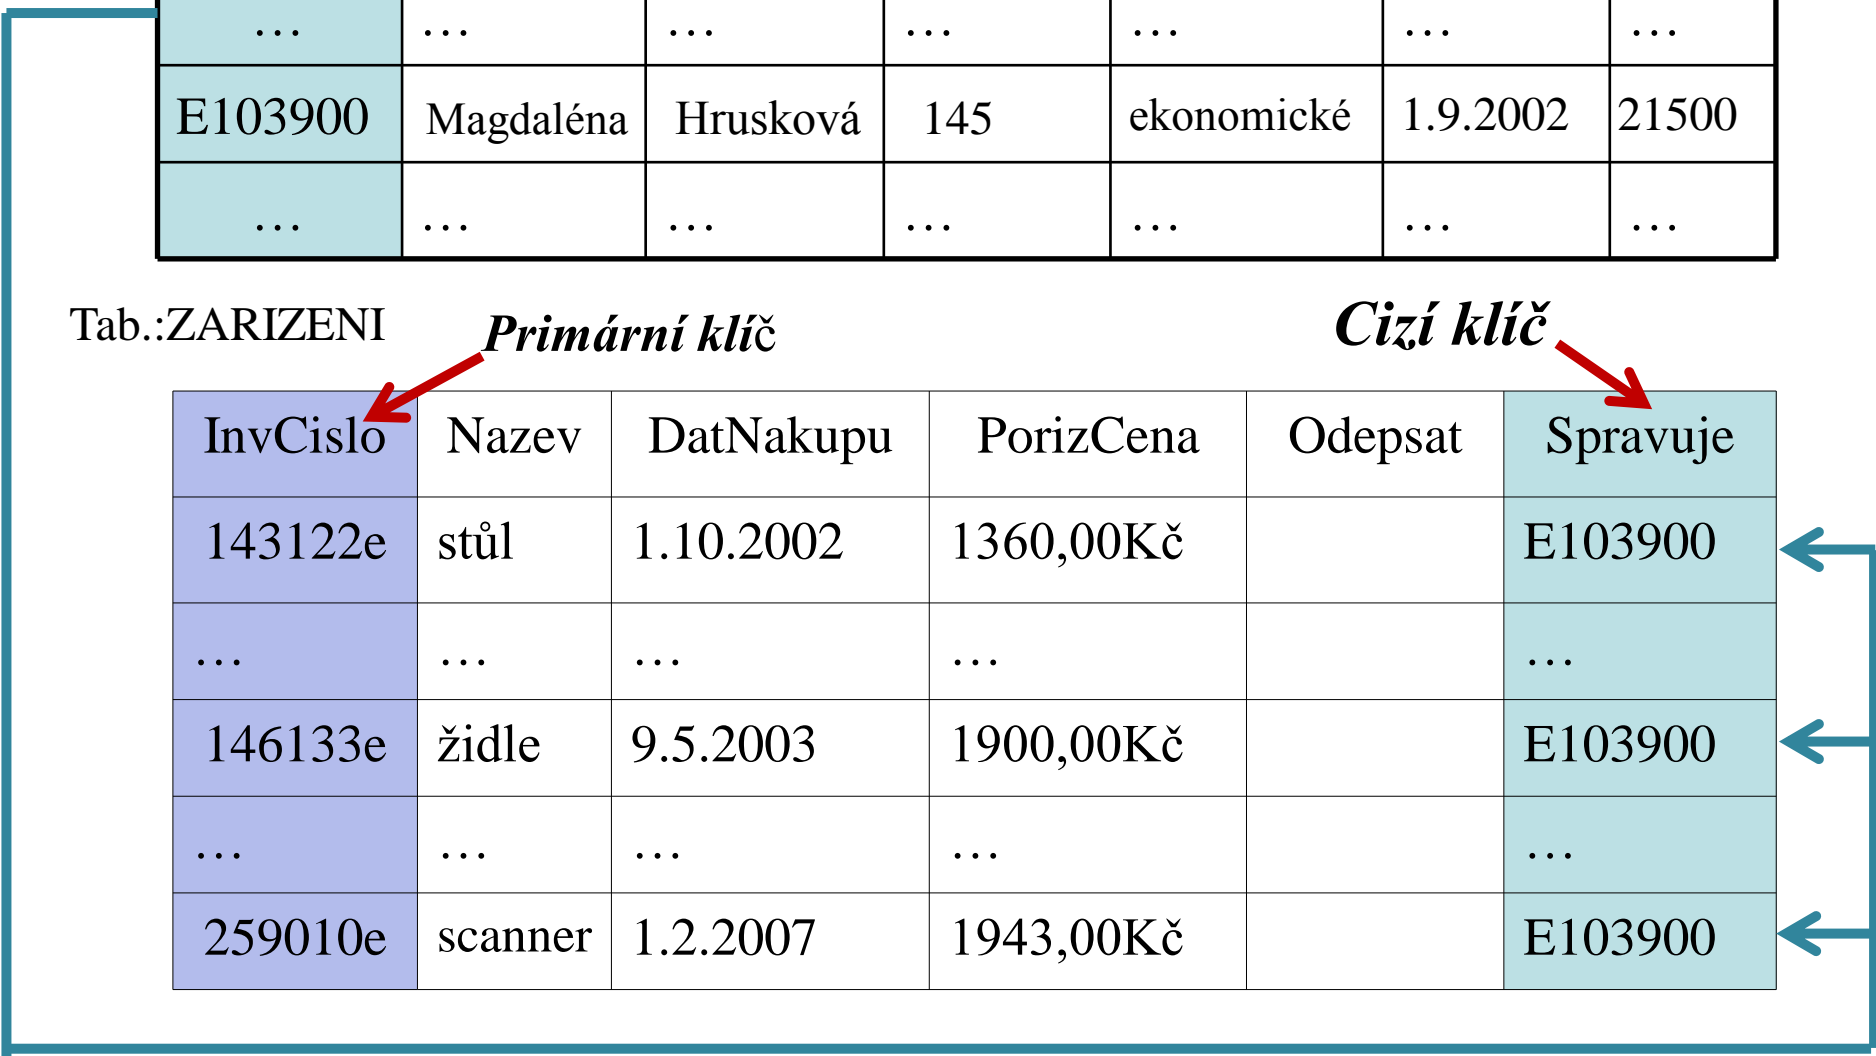 … … … … … … …
E103900 Magdaléna Hrusková 145 ekonomické 1.9.2002 21500
… … … … … … …
Tab.:ZARIZENI Primární klíč Cizí klíč
InvCislo Nazev DatNakupu PorizCena Odepsat Spravuje
143122e stůl 1.10.2002 1360,00Kč E103900
… … … … …
146133e židle 9.5.2003 1900,00Kč E103900
… … … … …
259010e scanner 1.2.2007 1943,00Kč E103900